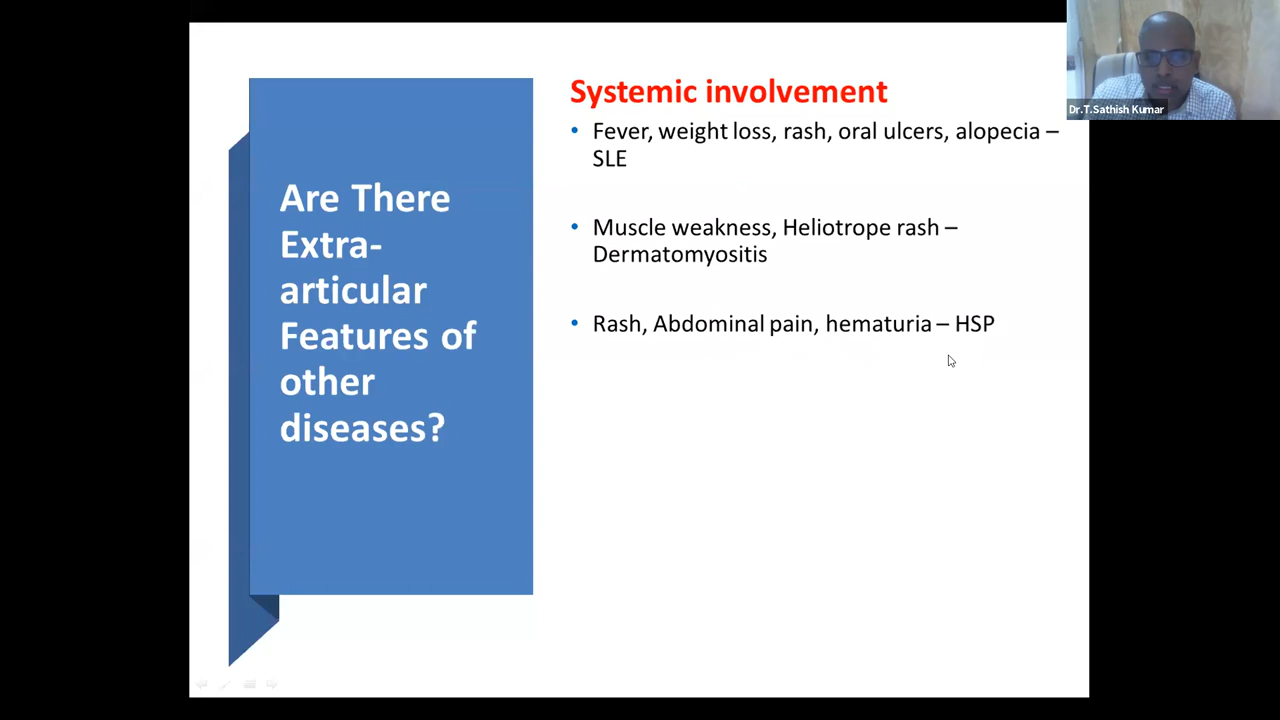 Are There
Extra-
articular
Features of
other
diseases?
Systemic involvement
• Fever, weight loss, rash, oral ulcers, alopecia –
SLE
• Muscle weakness, Heliotrope rash –
Dermatomyositis
• Rash, Abdominal pain, hematuria – HSP
Dr.T.Sathish Kumar